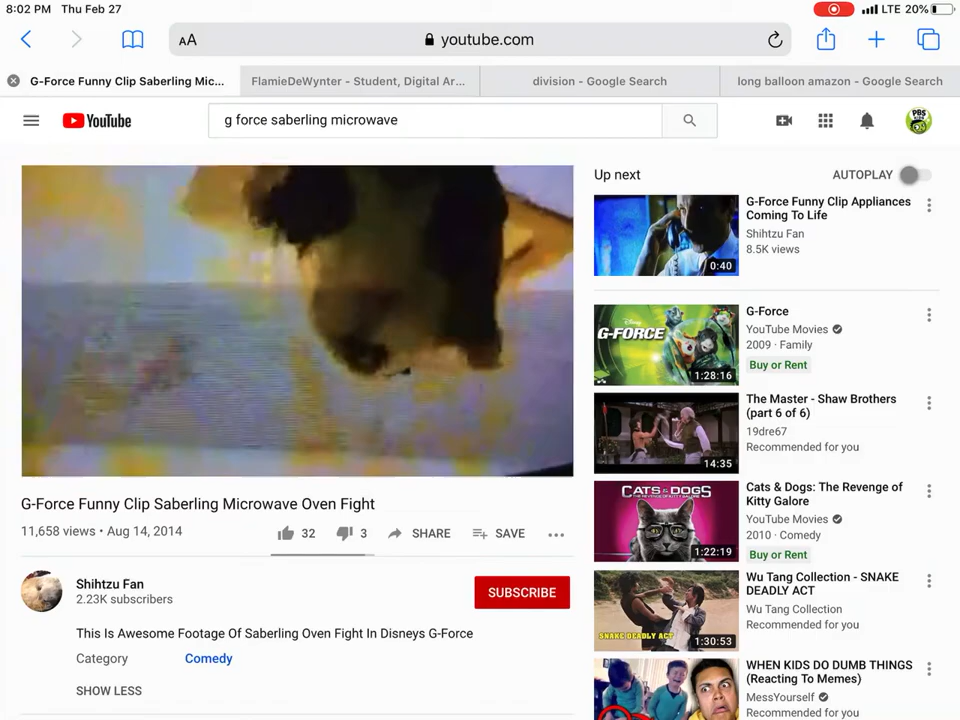 8:02 PM Thu Feb 27
LTE 20%
AA youtube.com
G-Force Funny Clip Saberling Mic...
FlamieDeWynter - Student, Digital Ar...
division - Google Search
long balloon amazon - Google Search
YouTube
g force saberling microwave
PBS KIDS
Up next
AUTOPLAY
G-Force Funny Clip Appliances
Coming To Life
Shihtzu Fan
8.5K views
0:40
Disney
G-FORCE
1:28:16
G-Force
YouTube Movies
2009 · Family
Buy or Rent
14:35
The Master - Shaw Brothers
(part 6 of 6)
19dre67
Recommended for you
CATS & DOGS
THE REVENGE OF KITTY GALORE
1:22:19
Cats & Dogs: The Revenge of
Kitty Galore
YouTube Movies
2010 · Comedy
Buy or Rent
SNAKE DEADLY ACT
1:30:53
Wu Tang Collection - SNAKE
DEADLY ACT
Wu Tang Collection
Recommended for you
WHEN KIDS DO DUMB THINGS
(Reacting To Memes)
MessYourself
Recommended for you
G-Force Funny Clip Saberling Microwave Oven Fight
11,658 views • Aug 14, 2014
32
3
SHARE
SAVE
Shihtzu Fan
2.23K subscribers
SUBSCRIBE
This Is Awesome Footage Of Saberling Oven Fight In Disneys G-Force
Category
Comedy
SHOW LESS